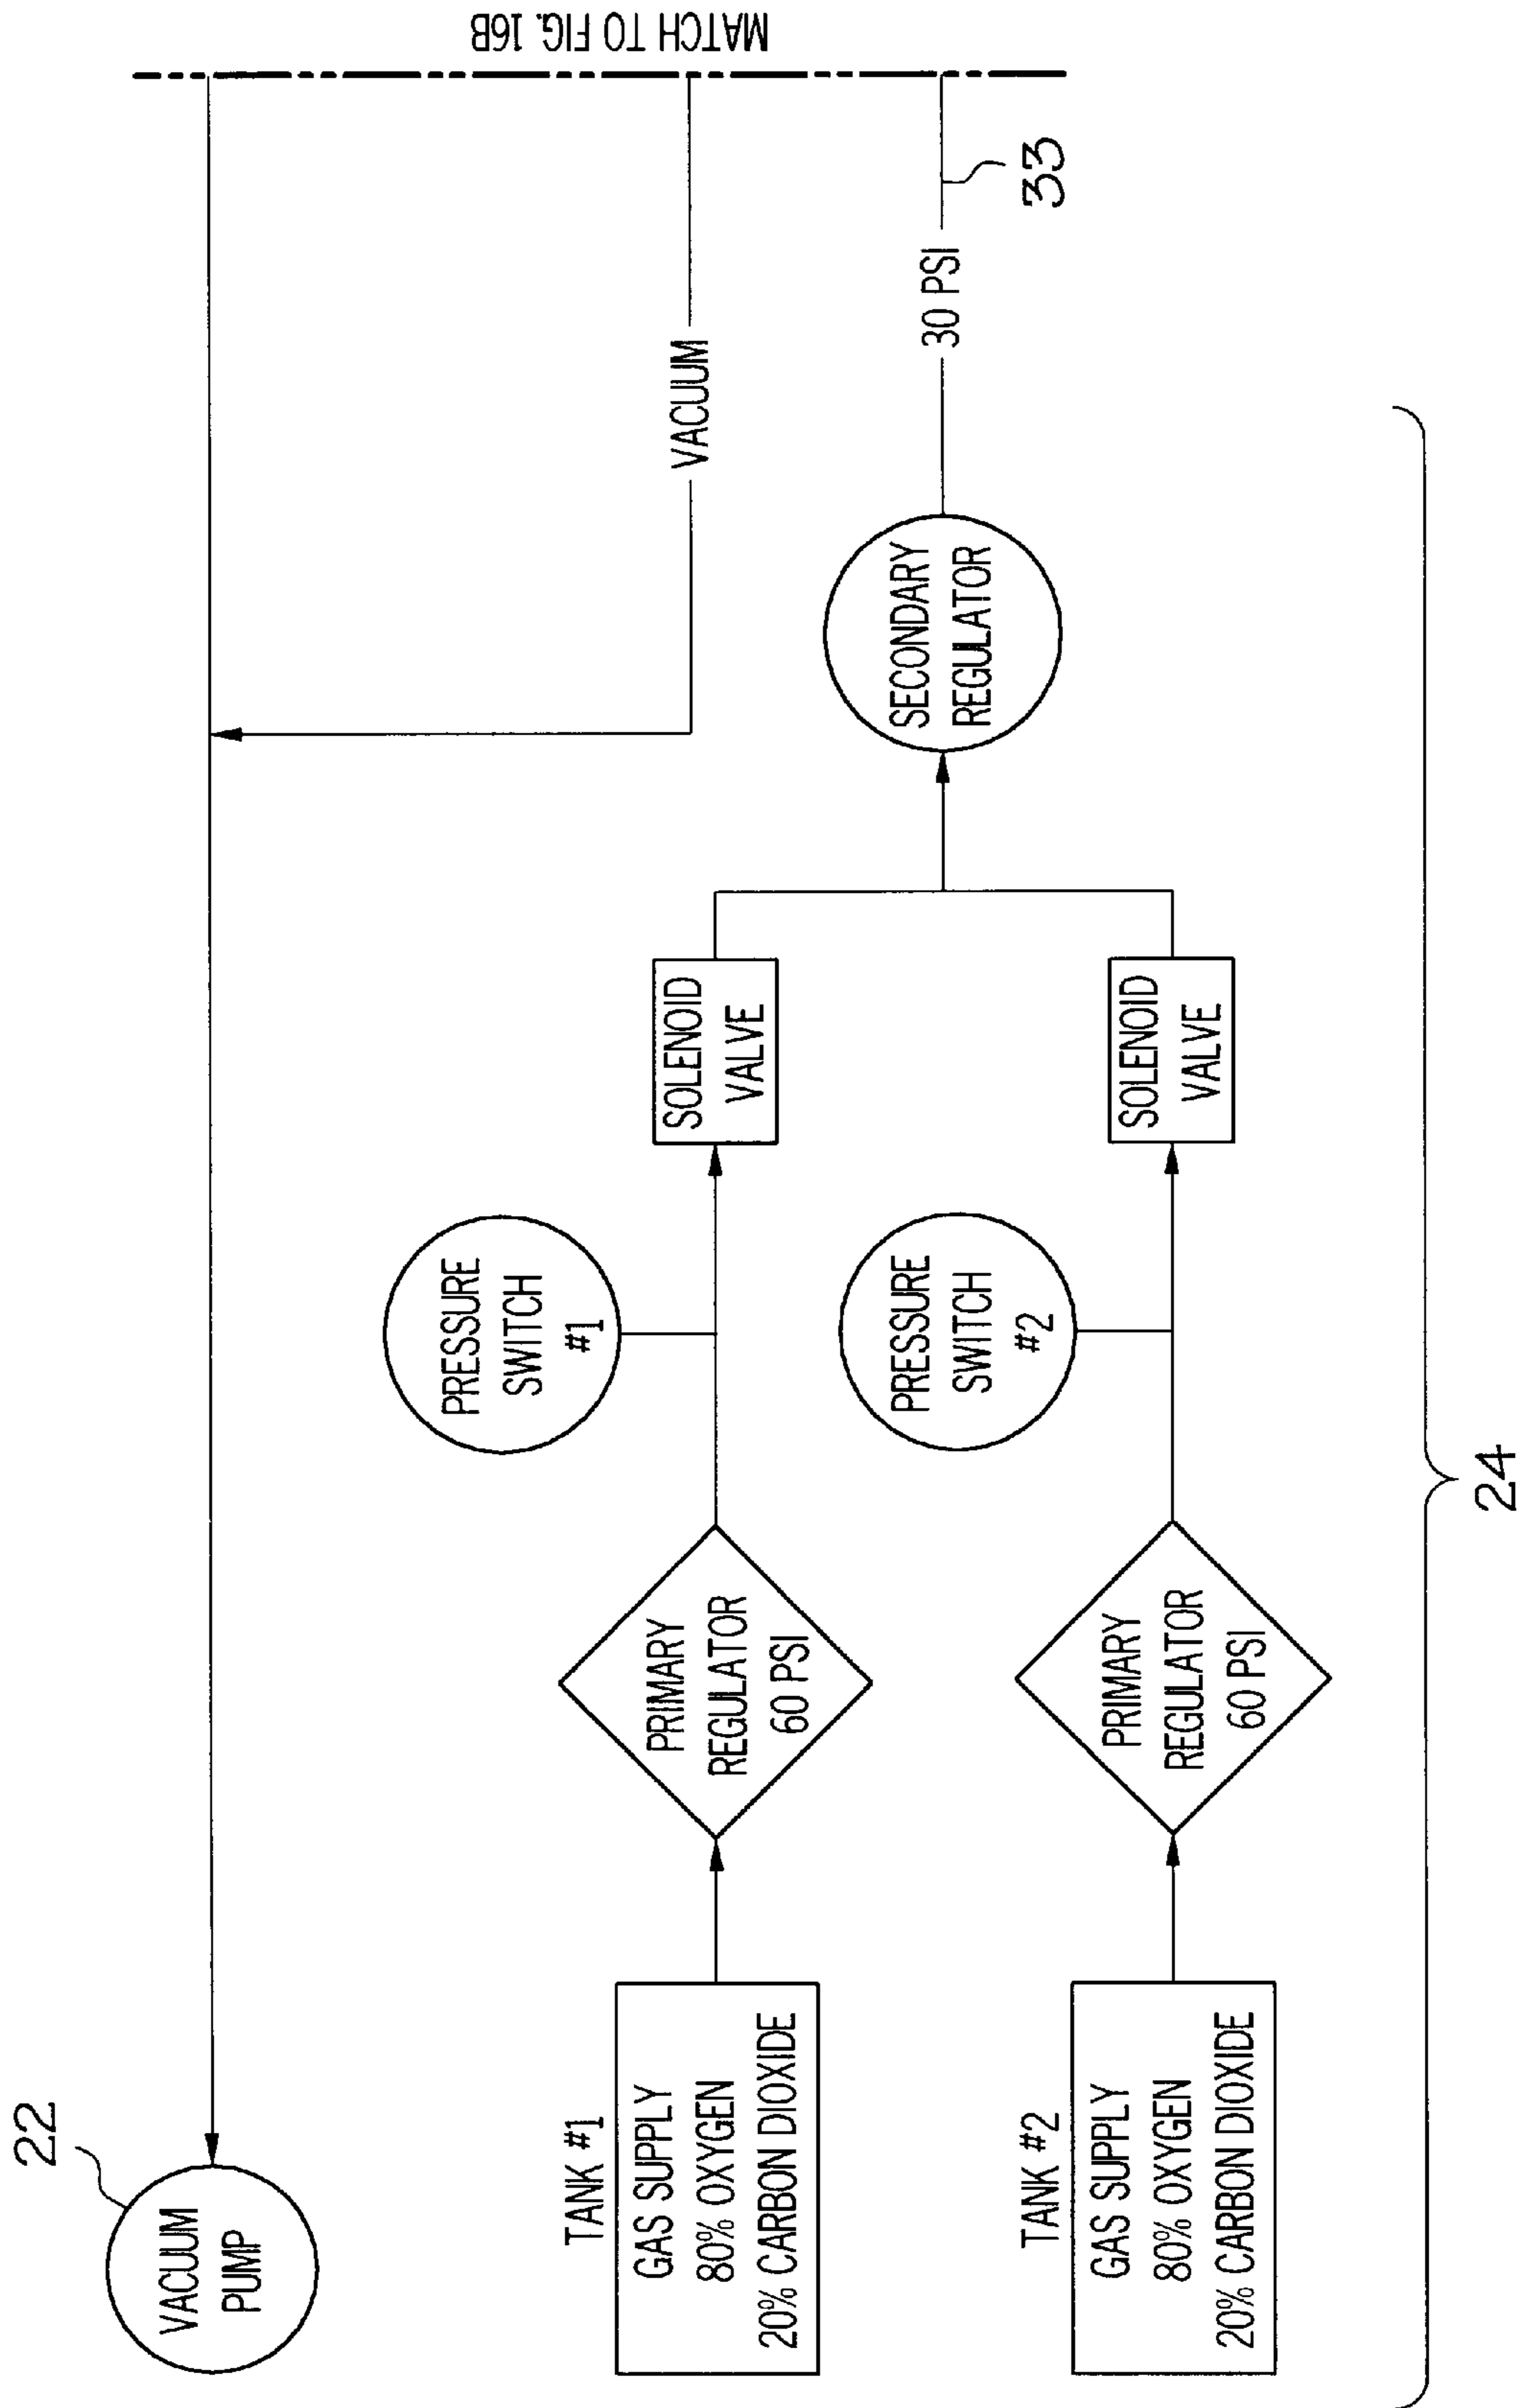 22
VACUUM
PUMP
MATCH TO FIG. 16B
VACUUM
TANK #1
GAS SUPPLY
80% OXYGEN
20% CARBON DIOXIDE
PRIMARY
REGULATOR
60 PSI
PRESSURE
SWITCH
#1
SOLENOID
VALVE
SECONDARY
REGULATOR
30 PSI
33
TANK #2
GAS SUPPLY
80% OXYGEN
20% CARBON DIOXIDE
PRIMARY
REGULATOR
60 PSI
PRESSURE
SWITCH
#2
SOLENOID
VALVE
24